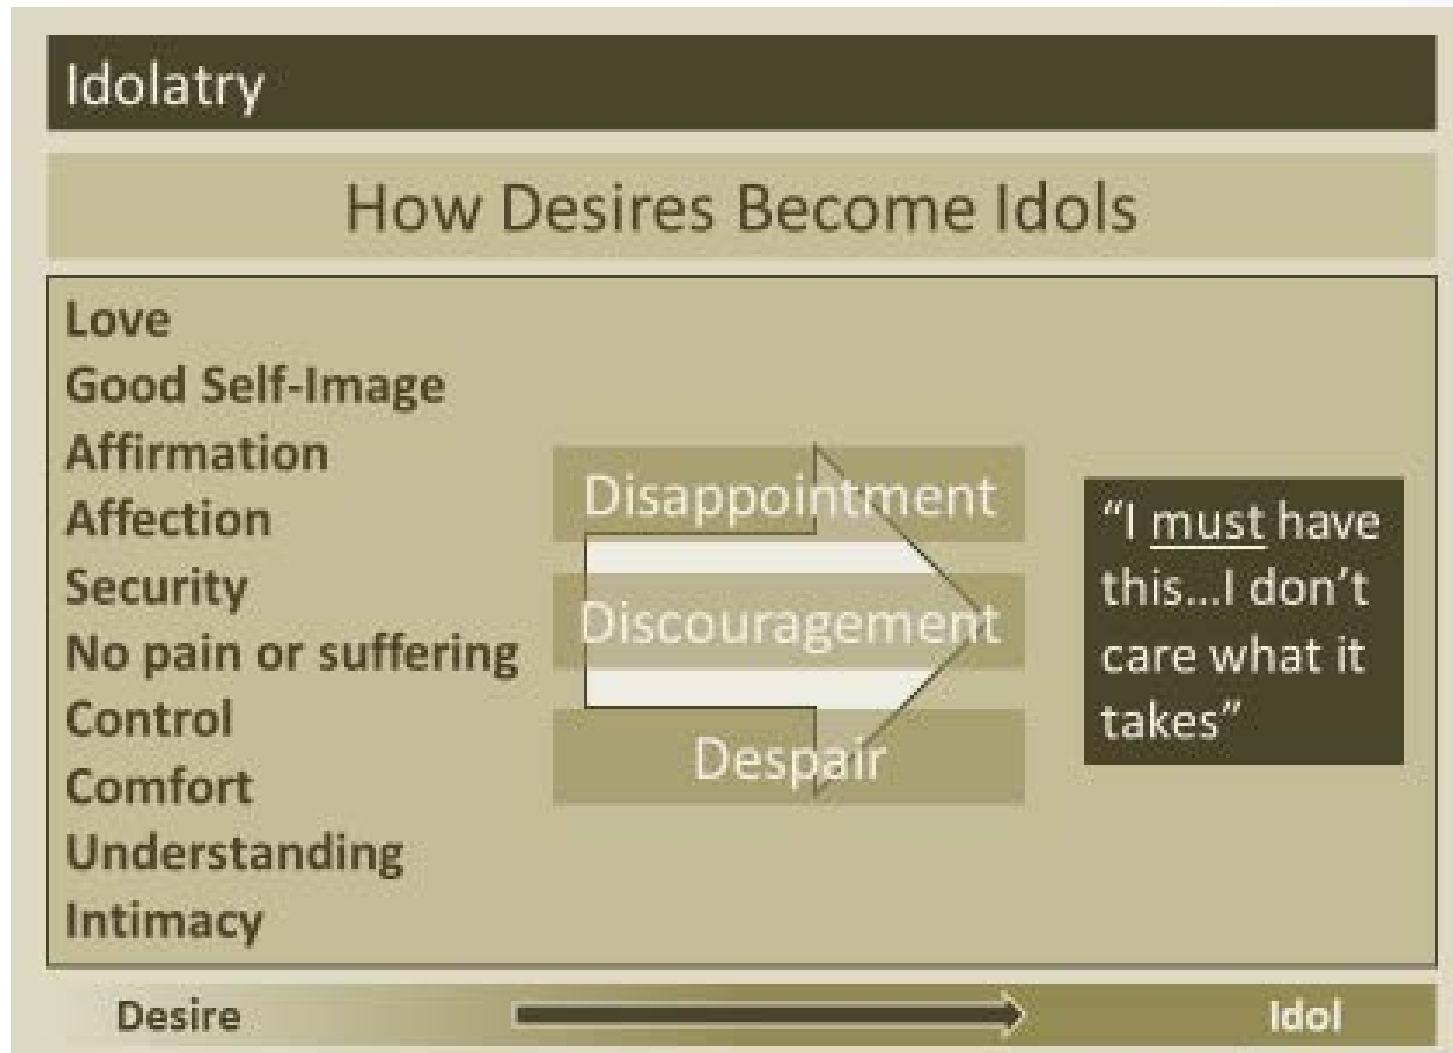 Idolatry
How Desires Become Idols
Love
Good Self-Image
Affirmation
Affection
Security
No pain or suffering
Control
Comfort
Understanding
Intimacy
Disappointment
Discouragement
Despair
“I must have
this...I don’t
care what it
takes”
Desire
Idol